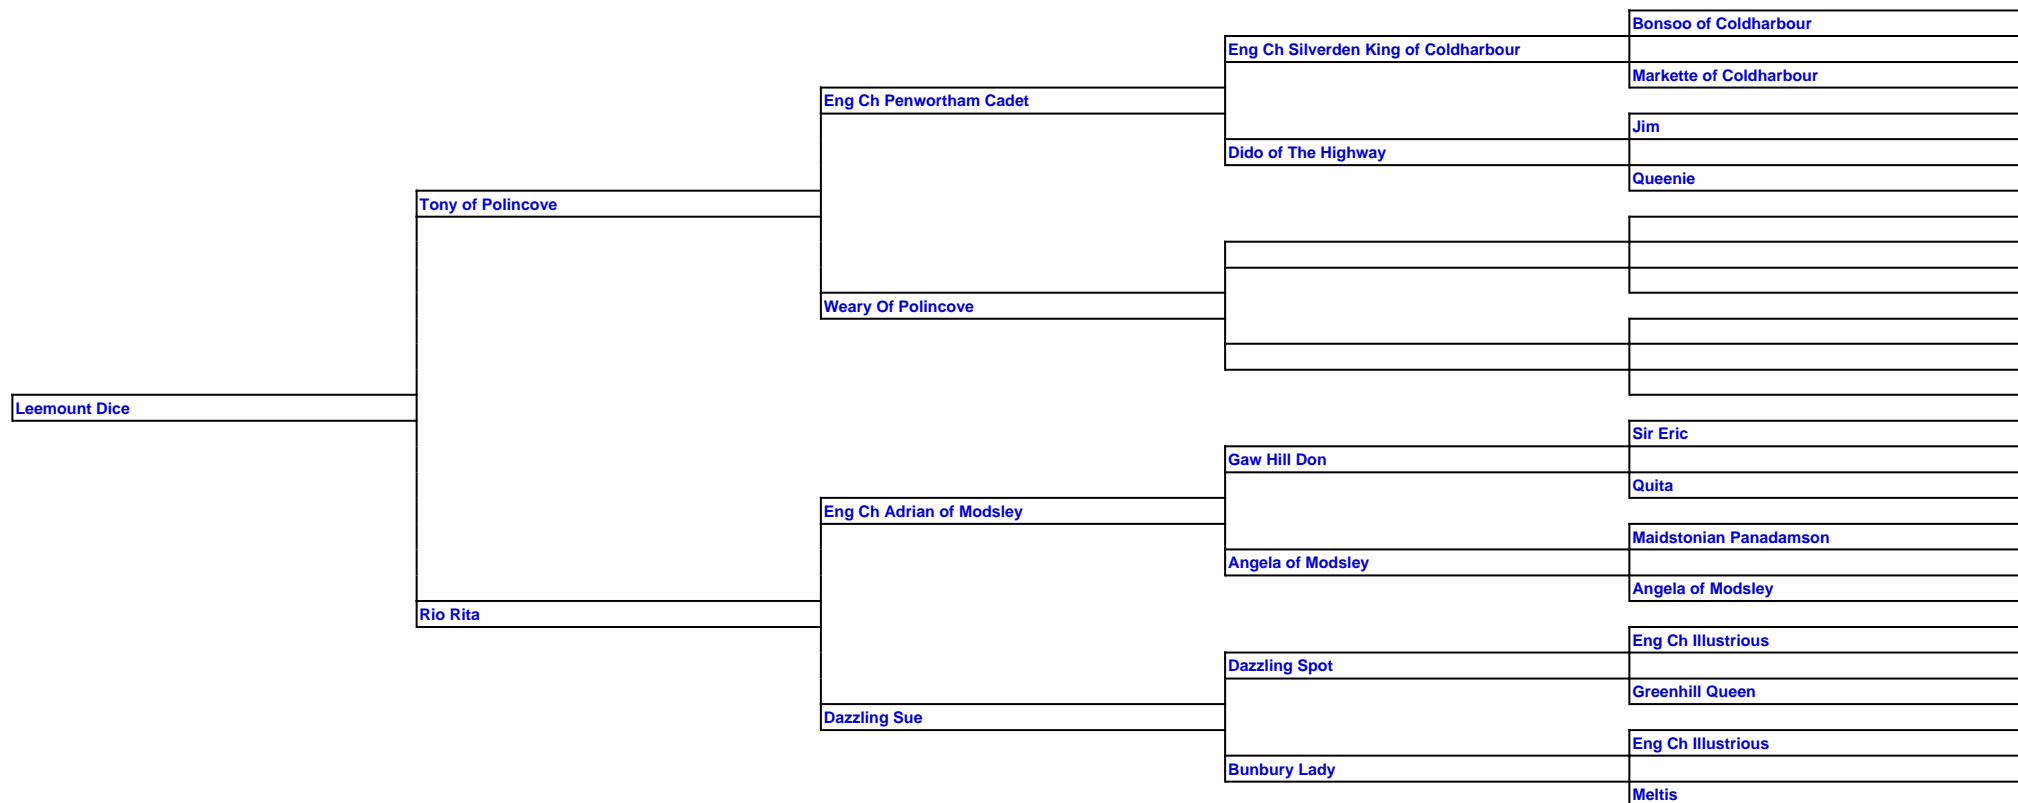 Bonsoo of Coldharbour
Eng Ch Silverden King of Coldharbour
Markette of Coldharbour
Eng Ch Penwortham Cadet
Jim
Dido of The Highway
Queenie
Tony of Polincove
Weary Of Polincove
Leemount Dice
Sir Eric
Gaw Hill Don
Quita
Eng Ch Adrian of Modsley
Maidstonian Panadamson
Angela of Modsley
Angela of Modsley
Rio Rita
Eng Ch Illustrious
Dazzling Spot
Greenhill Queen
Dazzling Sue
Eng Ch Illustrious
Bunbury Lady
Meltis